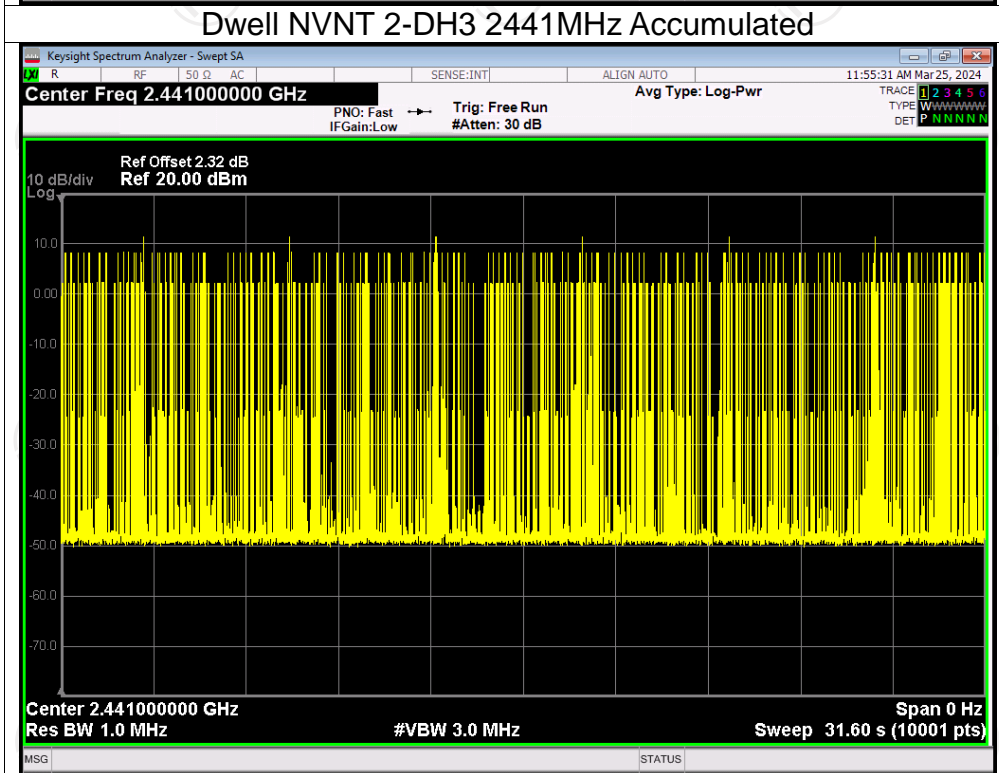 Dwell NVNT 2-DH3 2441MHz Accumulated
Keysight Spectrum Analyzer - Swept SA
LXI R RF 50 Ω AC SENSE:INT ALIGN AUTO 11:55:31 AM Mar 25, 2024
Center Freq 2.441000000 GHz Avg Type: Log-Pwr TRACE 1 2 3 4 5 6
PNO: Fast Trig: Free Run TYPE WWWWWW
IFGain:Low #Atten: 30 dB DET P N N N N N
Ref Offset 2.32 dB
10 dB/div Ref 20.00 dBm
Log
10.0
0.00
-10.0
-20.0
-30.0
-40.0
-50.0
-60.0
-70.0
Center 2.441000000 GHz Span 0 Hz
Res BW 1.0 MHz #VBW 3.0 MHz Sweep 31.60 s (10001 pts)
MSG STATUS